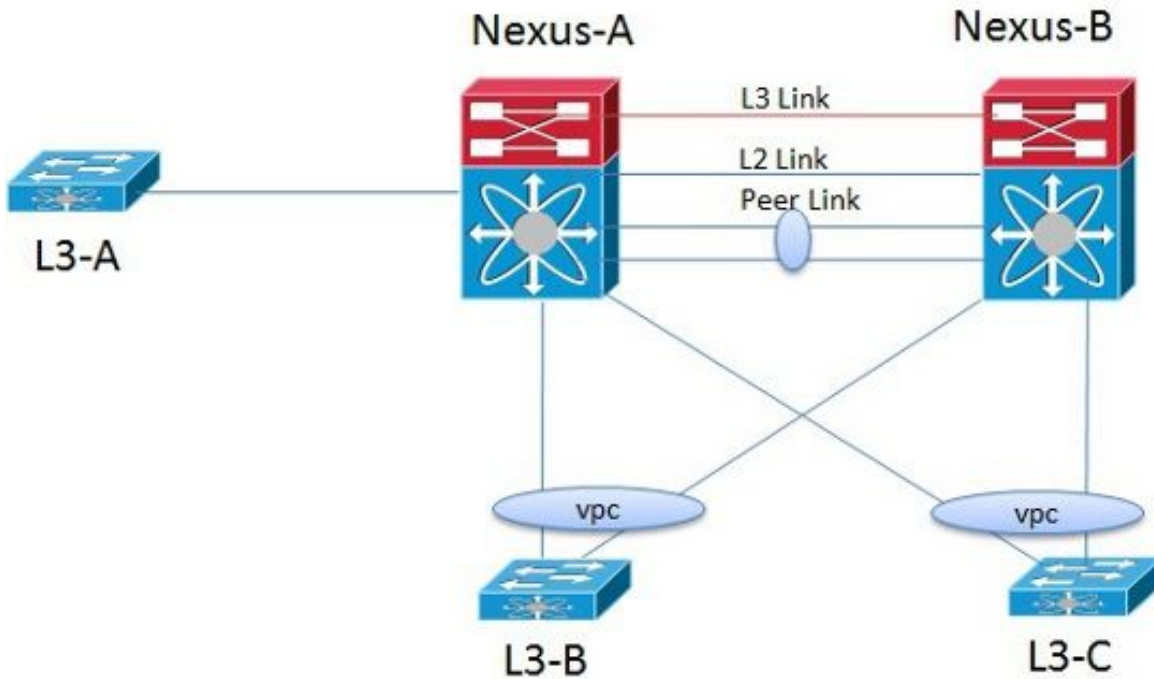 Nexus-A
Nexus-B
L3 Link
L2 Link
Peer Link
L3-A
vpc
vpc
L3-B
L3-C